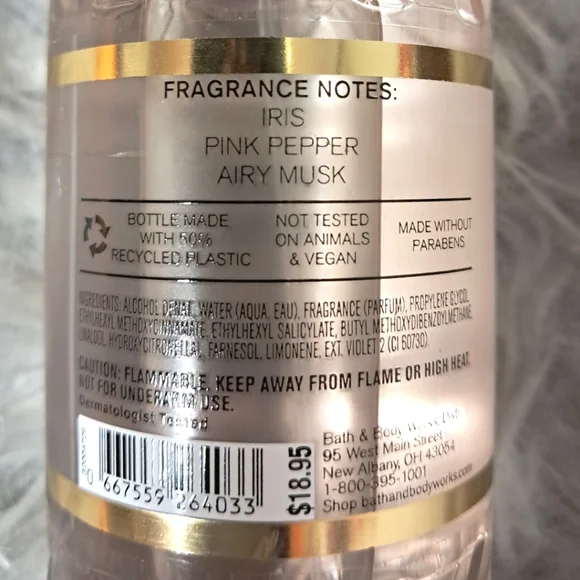 FRAGRANCE NOTES:
IRIS
PINK PEPPER
AIRY MUSK
BOTTLE MADE
WITH 50%
RECYCLED PLASTIC
NOT TESTED
ON ANIMALS
& VEGAN
MADE WITHOUT
PARABENS
INGREDIENTS: ALCOHOL DENAT, WATER (AQUA, EAU), FRAGRANCE (PARFUM), PROPYLENE GLYCOL,
ETHYLHEXYL METHOXYCINNAMATE, ETHYLHEXYL SALICYLATE, BUTYL METHOXYDIBENZOYLMETHANE,
LINALOOL, HYDROXYCITRONELLAL, FARNESOL, LIMONENE, EXT. VIOLET 2 (CI 60730).
CAUTION: FLAMMABLE. KEEP AWAY FROM FLAME OR HIGH HEAT.
NOT FOR UNDERARM USE.
Dermatologist Tested
0 667559 264033
$18.95
Bath & Body Works, Dist.
95 West Main Street
New Albany, OH 43054
1-800-395-1001
Shop bathandbodyworks.com